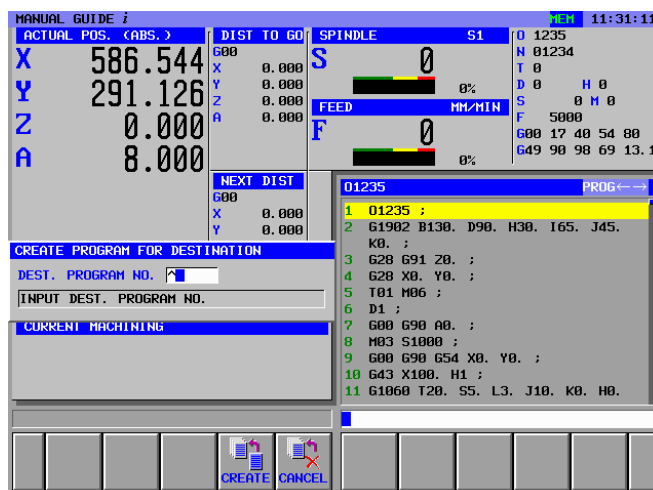 MANUAL GUIDE i MEM 11:31:11
ACTUAL POS. (ABS.)
X 586.544
Y 291.126
Z 0.000
A 8.000
DIST TO GO
G00
X 0.000
Y 0.000
Z 0.000
A 0.000
SPINDLE S1
S 0
0%
FEED MM/MIN
F 0
0%
O 1235
N 01234
T 0
D 0 H 0
S 0 M 0
F 5000
G00 17 40 54 80
G49 90 98 69 13.1
NEXT DIST
G00
X 0.000
Y 0.000
CREATE PROGRAM FOR DESTINATION
DEST. PROGRAM NO. ^
INPUT DEST. PROGRAM NO.
CURRENT MACHINING
O1235 PROG←→
1 O1235 ;
2 G1902 B130. D90. H30. I65. J45.
K0. ;
3 G28 G91 Z0. ;
4 G28 X0. Y0. ;
5 T01 M06 ;
6 D1 ;
7 G00 G90 A0. ;
8 M03 S1000 ;
9 G00 G90 G54 X0. Y0. ;
10 G43 X100. H1 ;
11 G1060 T20. S5. L3. J10. K0. H0.
CREATE CANCEL